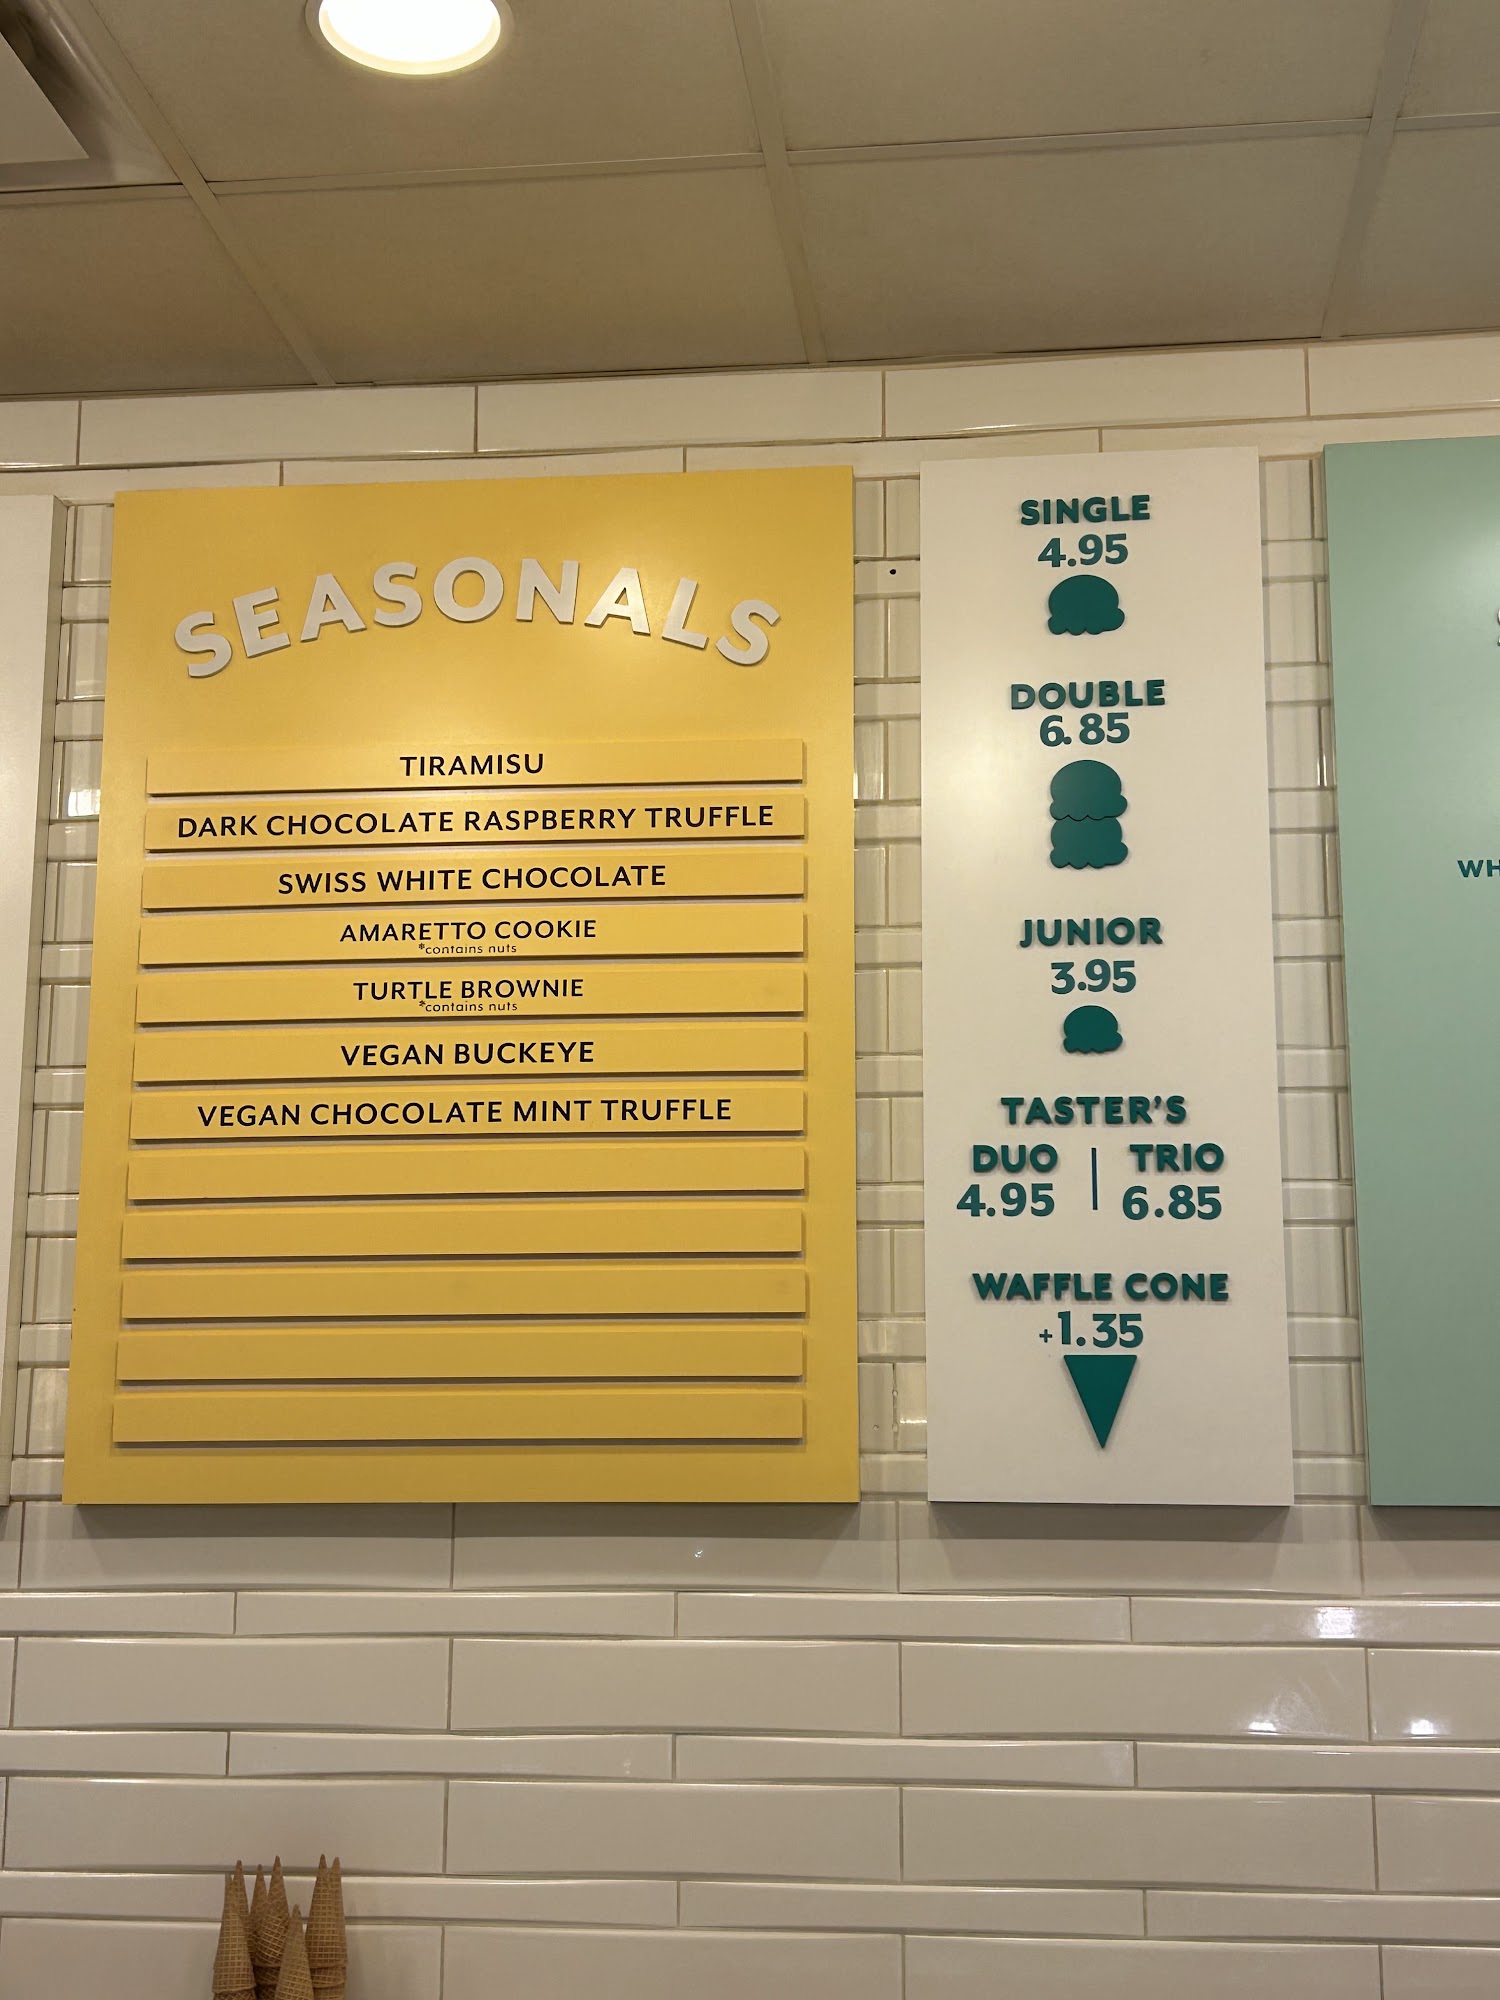 SEASONALS
TIRAMISU
DARK CHOCOLATE RASPBERRY TRUFFLE
SWISS WHITE CHOCOLATE
AMARETTO COOKIE
*contains nuts
TURTLE BROWNIE
*contains nuts
VEGAN BUCKEYE
VEGAN CHOCOLATE MINT TRUFFLE
SINGLE
4.95
DOUBLE
6.85
JUNIOR
3.95
TASTER'S
DUO | TRIO
4.95 | 6.85
WAFFLE CONE
+1.35
WH